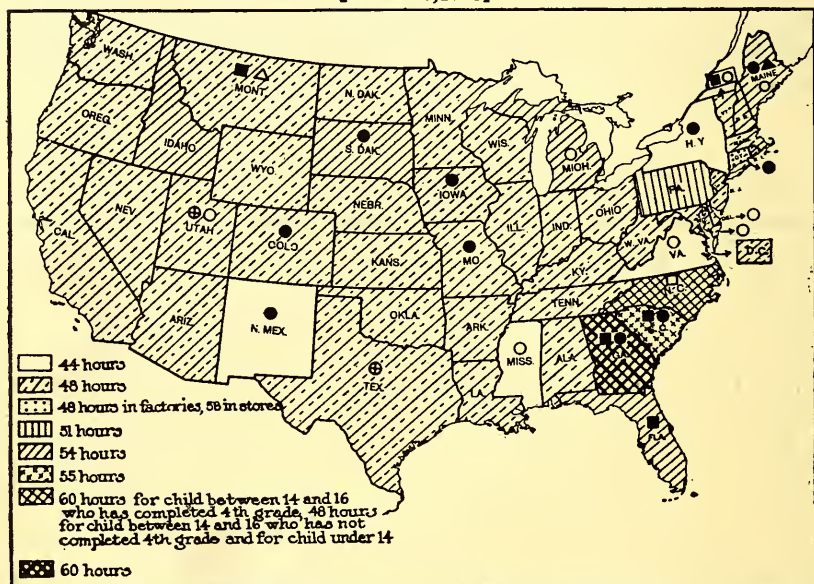 WASH.
MONT.
N. DAK.
MINN.
MAINE
OREG.
IDAHO
S. DAK.
WIS.
MICH.
H. Y
WYO.
IOWA
PA.
NEBR.
NEV.
UTAH
ILL.
IND.
OHIO
DEL.
CAL.
COLO.
W. VA.
VA.
D.C.
KANS.
MO.
KY.
ARIZ.
N. MEX.
OKLA.
ARK.
TENN.
N. C.
S. C.
MISS.
ALA.
GA.
TEX.
LA.
FLA.
44 hours
48 hours
48 hours in factories, 58 in stores
51 hours
54 hours
55 hours
60 hours for child between 14 and 16
who has completed 4th grade, 48 hours
for child between 14 and 16 who has not
completed 4th grade and for child under 14
60 hours